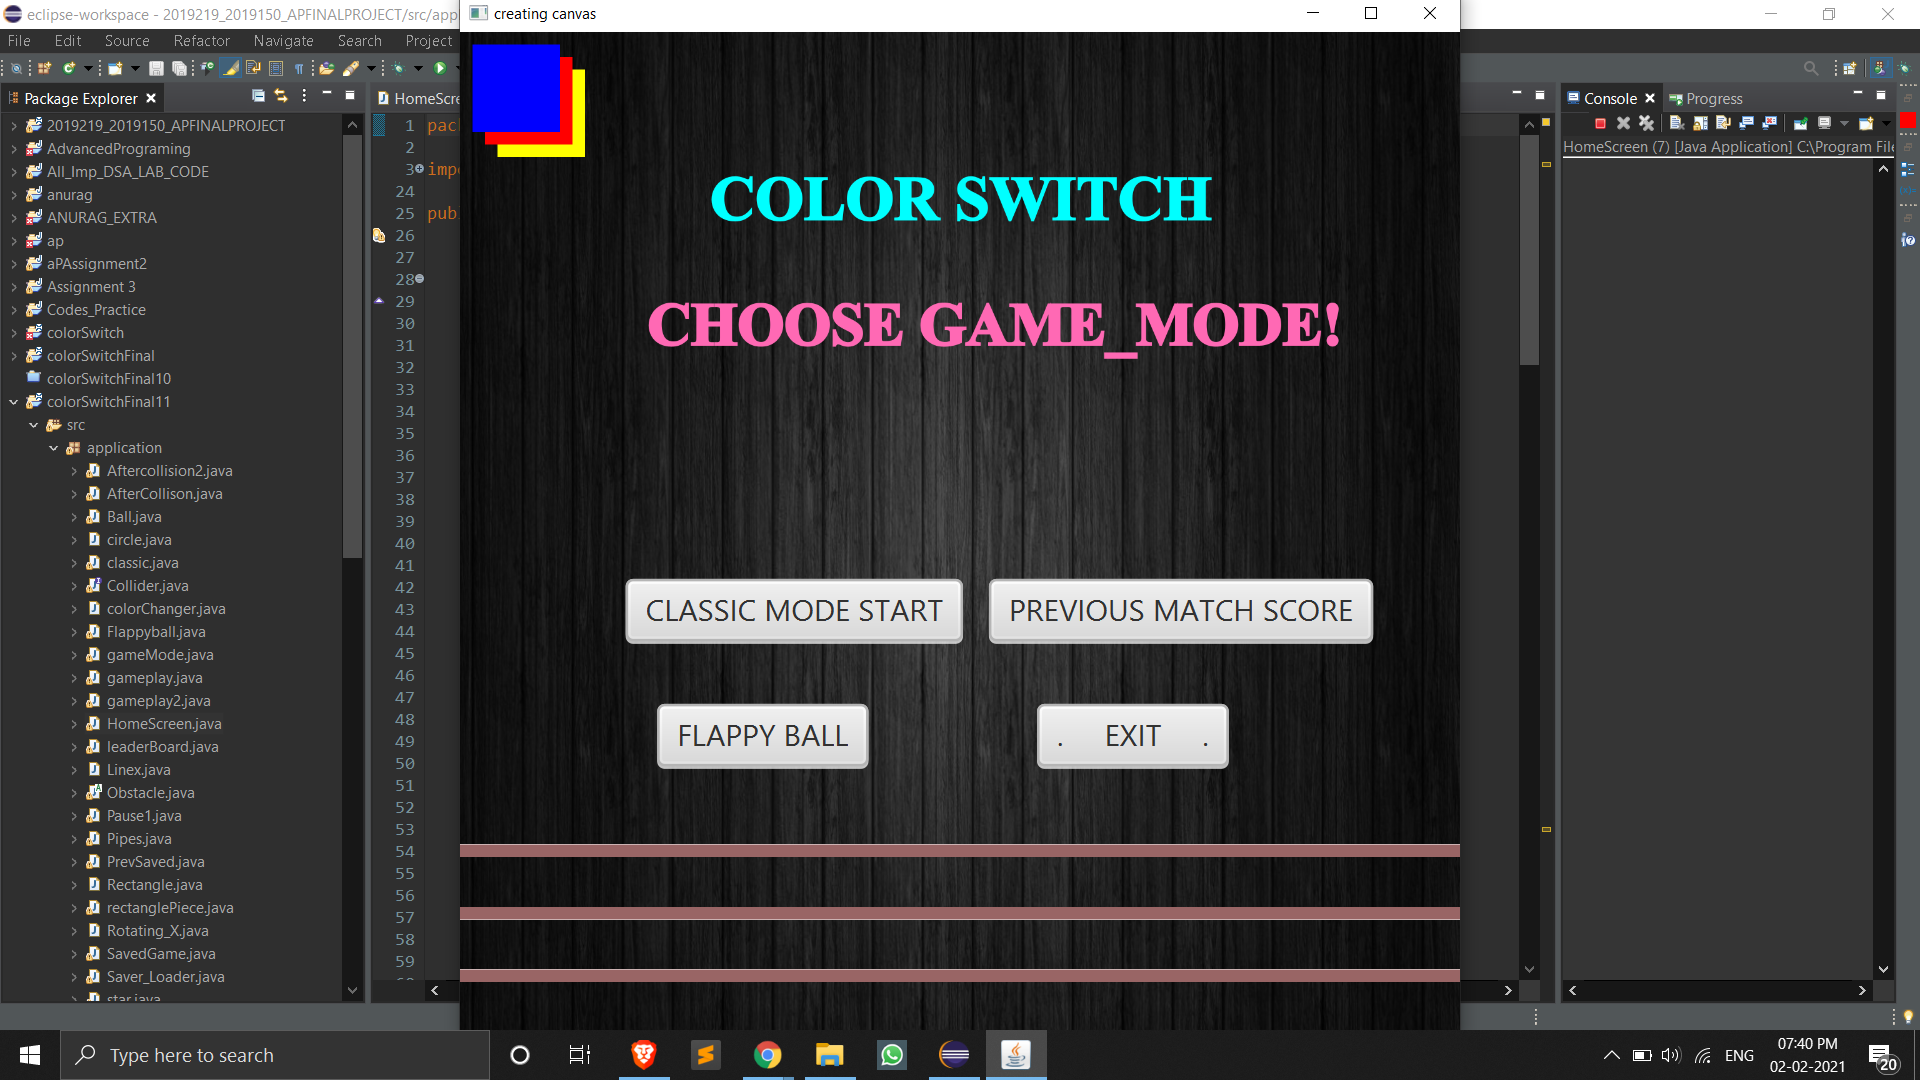 eclipse-workspace - 2019219_2019150_APFINALPROJECT/src/app
creating canvas
File Edit Source Refactor Navigate Search Project
Package Explorer
HomeScre
Console Progress
HomeScreen (7) [Java Application] C:\Program File
2019219_2019150_APFINALPROJECT
AdvancedPrograming
All_Imp_DSA_LAB_CODE
anurag
ANURAG_EXTRA
ap
aPAssignment2
Assignment 3
Codes_Practice
colorSwitch
colorSwitchFinal
colorSwitchFinal10
colorSwitchFinal11
src
application
Aftercollision2.java
AfterCollison.java
Ball.java
circle.java
classic.java
Collider.java
colorChanger.java
Flappyball.java
gameMode.java
gameplay.java
gameplay2.java
HomeScreen.java
leaderBoard.java
Linex.java
Obstacle.java
Pause1.java
Pipes.java
PrevSaved.java
Rectangle.java
rectanglePiece.java
Rotating_X.java
SavedGame.java
Saver_Loader.java
star.java
1 pac
2
3 impo
24
25 pub
26
27
28
29
30
31
32
33
34
35
36
37
38
39
40
41
42
43
44
45
46
47
48
49
50
51
52
53
54
55
56
57
58
59
COLOR SWITCH
CHOOSE GAME_MODE!
CLASSIC MODE START
PREVIOUS MATCH SCORE
FLAPPY BALL
. EXIT .
Type here to search
ENG
07:40 PM
02-02-2021
20